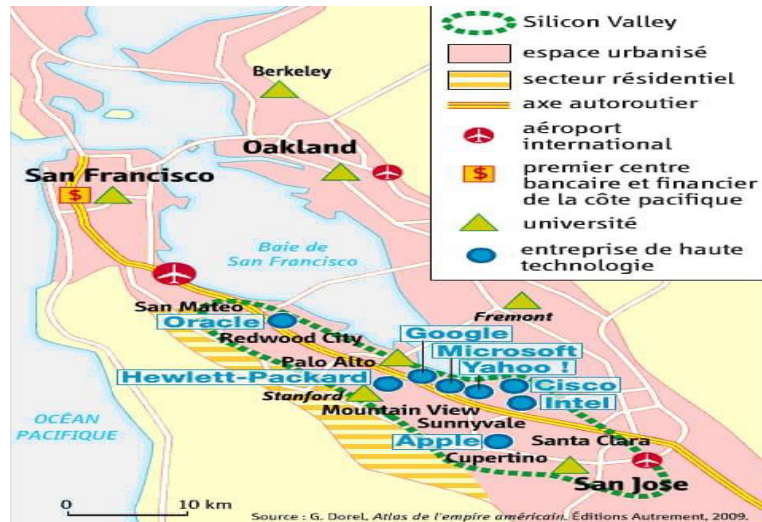 Silicon Valley
espace urbanisé
secteur résidentiel
axe autoroutier
aéroport
international
$
premier centre
bancaire et financier
de la côte pacifique
université
entreprise de haute
technologie
Berkeley
Oakland
San Francisco
$
Baie de
San Francisco
San Mateo
Oracle
Redwood City
Fremont
Google
Palo Alto
Microsoft
Yahoo !
Hewlett-Packard
Cisco
Stanford
Intel
Mountain View
Sunnyvale
OCÉAN
PACIFIQUE
Apple
Santa Clara
Cupertino
San Jose
0 10 km
Source : G. Dorel, Atlas de l'empire américain, Éditions Autrement, 2009.